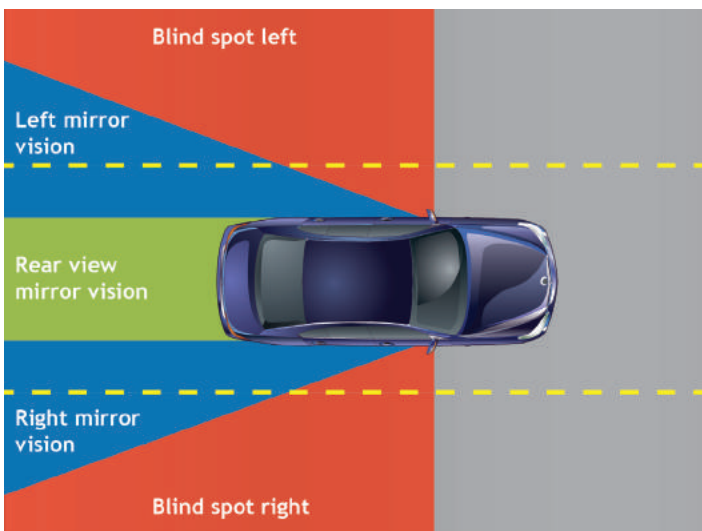 Blind spot left
Left mirror
vision
Rear view
mirror vision
Right mirror
vision
Blind spot right